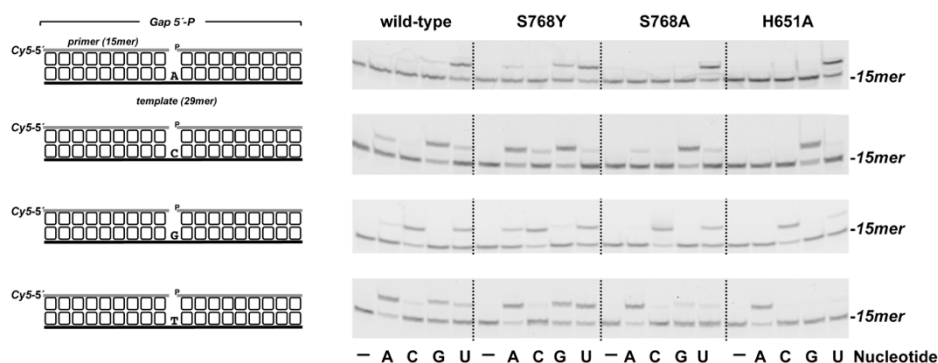 Gap 5´-P
wild-type S768Y S768A H651A
primer (15mer)
Cy5-5´ P
A
-15mer
template (29mer)
Cy5-5´ P
C
-15mer
Cy5-5´ P
G
-15mer
Cy5-5´ P
T
-15mer
– A C G U – A C G U – A C G U – A C G U Nucleotide